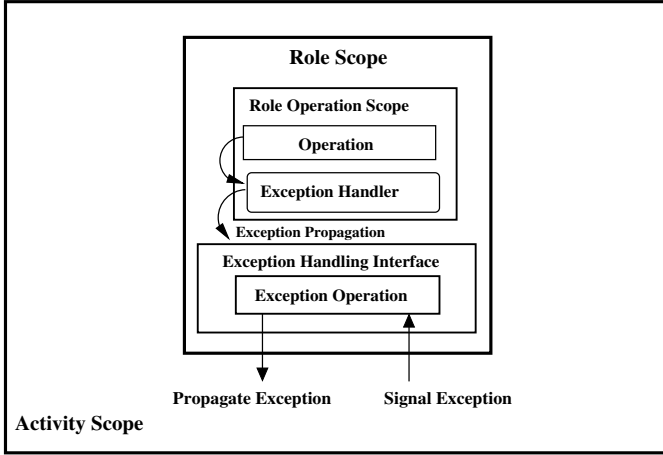 Role Scope
Role Operation Scope
Operation
Exception Handler
Exception Propagation
Exception Handling Interface
Exception Operation
Propagate Exception
Signal Exception
Activity Scope